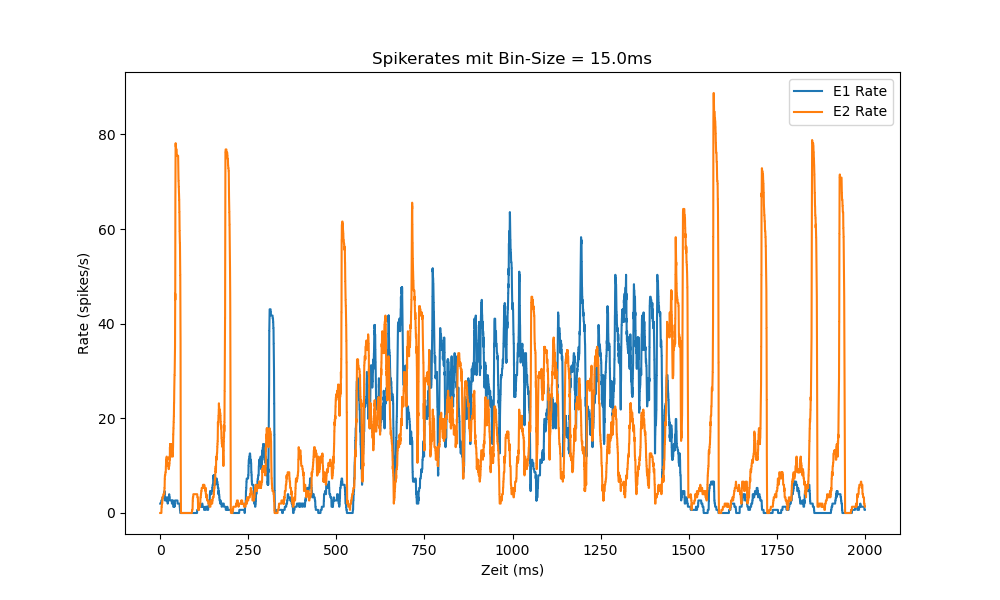 Spikerates mit Bin-Size = 15.0ms
E1 Rate
E2 Rate
80
60
40
20
0
Rate (spikes/s)
0 250 500 750 1000 1250 1500 1750 2000
Zeit (ms)